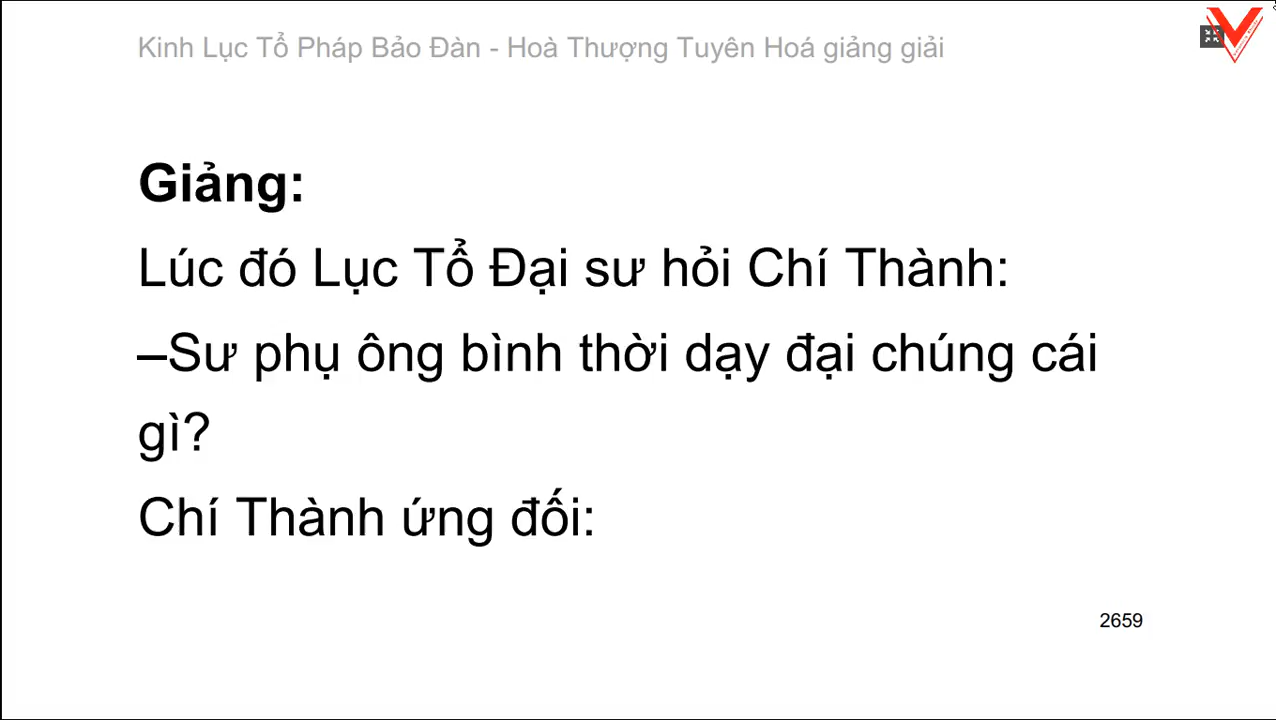 Kinh Lục Tổ Pháp Bảo Đàn - Hoà Thượng Tuyên Hoá giảng giải
Giảng:
Lúc đó Lục Tổ Đại sư hỏi Chí Thành:
–Sư phụ ông bình thời dạy đại chúng cái
gì?
Chí Thành ứng đối:
2659